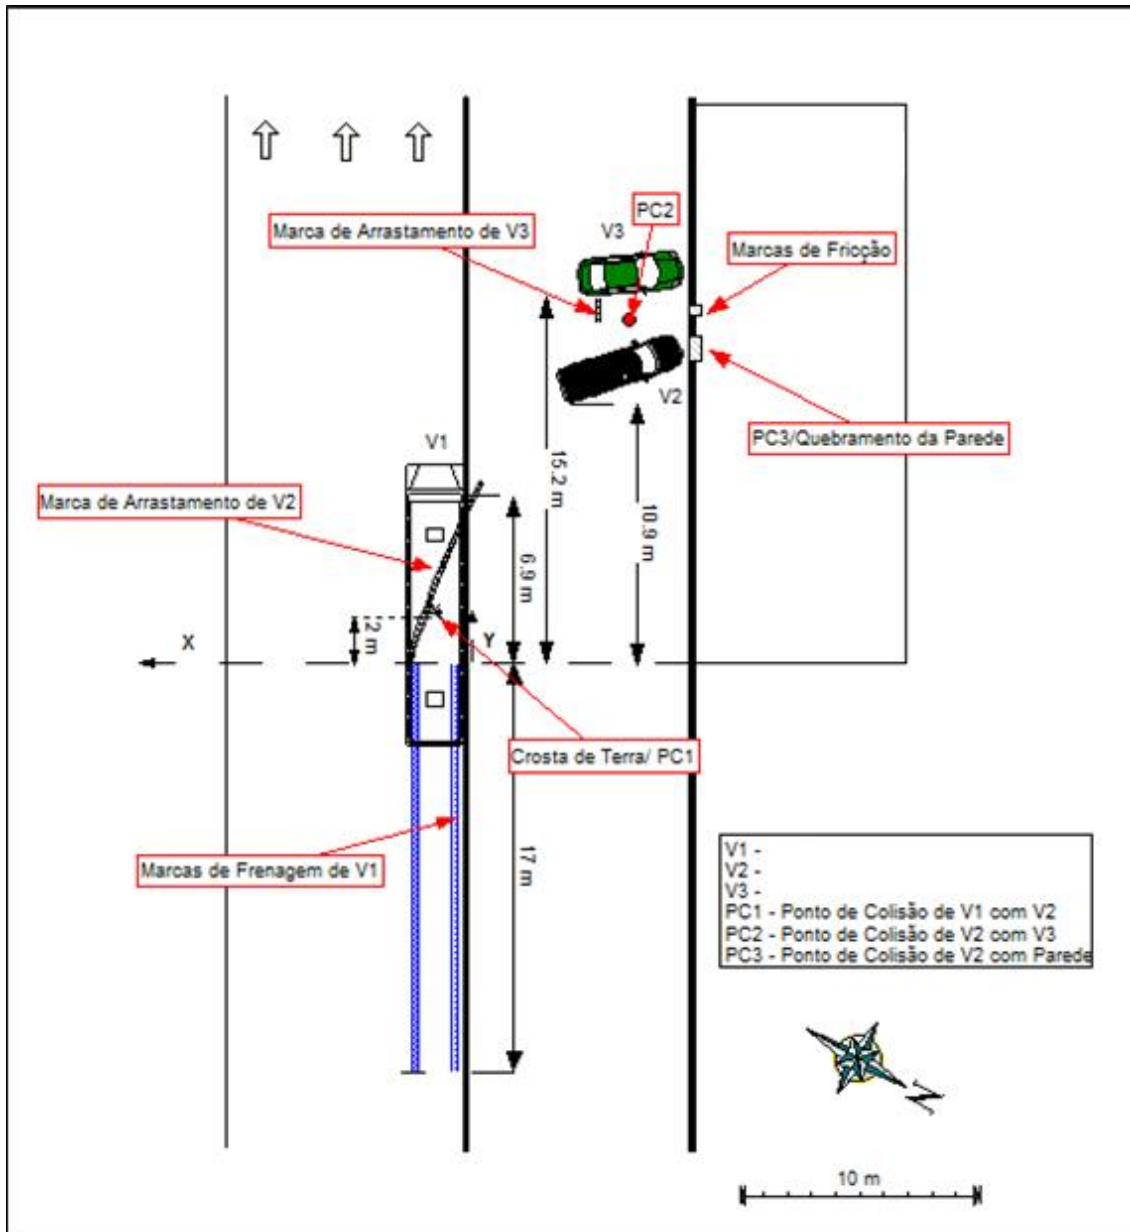 PC2
Marca de Arrastamento de V3
V3
Marcas de Fricção
V2
PC3/Quebramento da Parede
V1
15.2 m
Marca de Arrastamento de V2
10.9 m
6.9 m
X
2 m
Y
Crosta de Terra/ PC1
Marcas de Frenagem de V1
17 m
V1 -
V2 -
V3 -
PC1 - Ponto de Colisão de V1 com V2
PC2 - Ponto de Colisão de V2 com V3
PC3 - Ponto de Colisão de V2 com Parede
N
10 m